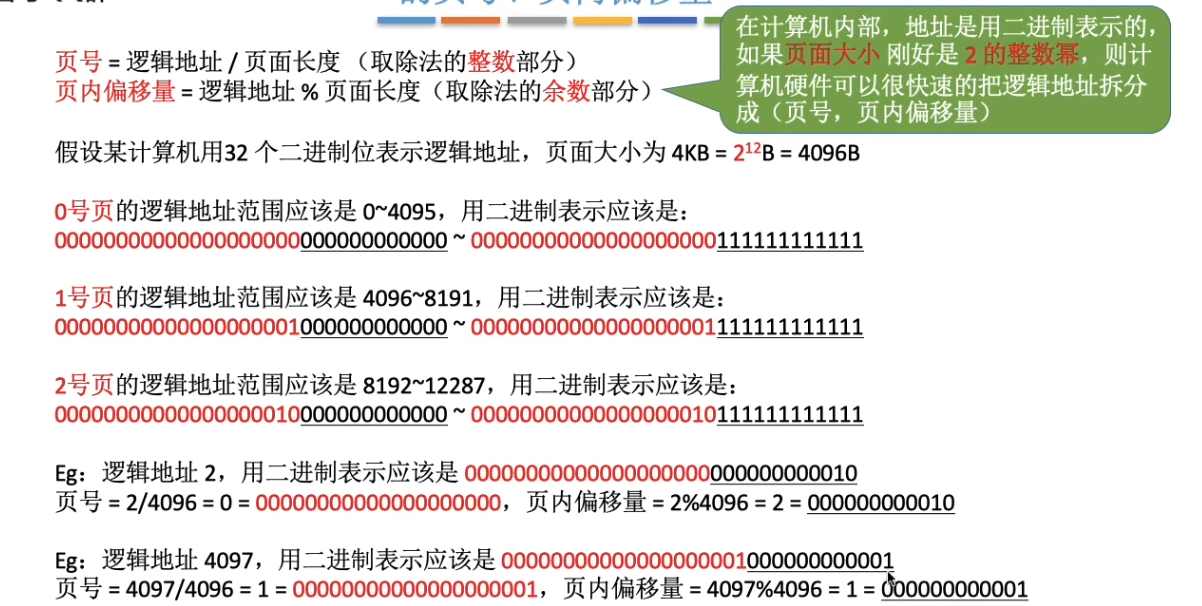 页号 = 逻辑地址 / 页面长度 （取除法的整数部分）
页内偏移量 = 逻辑地址 % 页面长度（取除法的余数部分）
在计算机内部，地址是用二进制表示的，
如果页面大小 刚好是 2 的整数幂，则计
算机硬件可以很快速的把逻辑地址拆分
成（页号，页内偏移量）
假设某计算机用32 个二进制位表示逻辑地址，页面大小为 4KB = 2¹²B = 4096B
0号页的逻辑地址范围应该是 0~4095，用二进制表示应该是：
00000000000000000000000000000000 ~ 00000000000000000000111111111111
1号页的逻辑地址范围应该是 4096~8191，用二进制表示应该是：
00000000000000000001000000000000 ~ 00000000000000000001111111111111
2号页的逻辑地址范围应该是 8192~12287，用二进制表示应该是：
00000000000000000010000000000000 ~ 00000000000000000010111111111111
Eg：逻辑地址 2，用二进制表示应该是 00000000000000000000000000000010
页号 = 2/4096 = 0 = 00000000000000000000，页内偏移量 = 2%4096 = 2 = 000000000010
Eg：逻辑地址 4097，用二进制表示应该是 00000000000000000001000000000001
页号 = 4097/4096 = 1 = 00000000000000000001，页内偏移量 = 4097%4096 = 1 = 000000000001